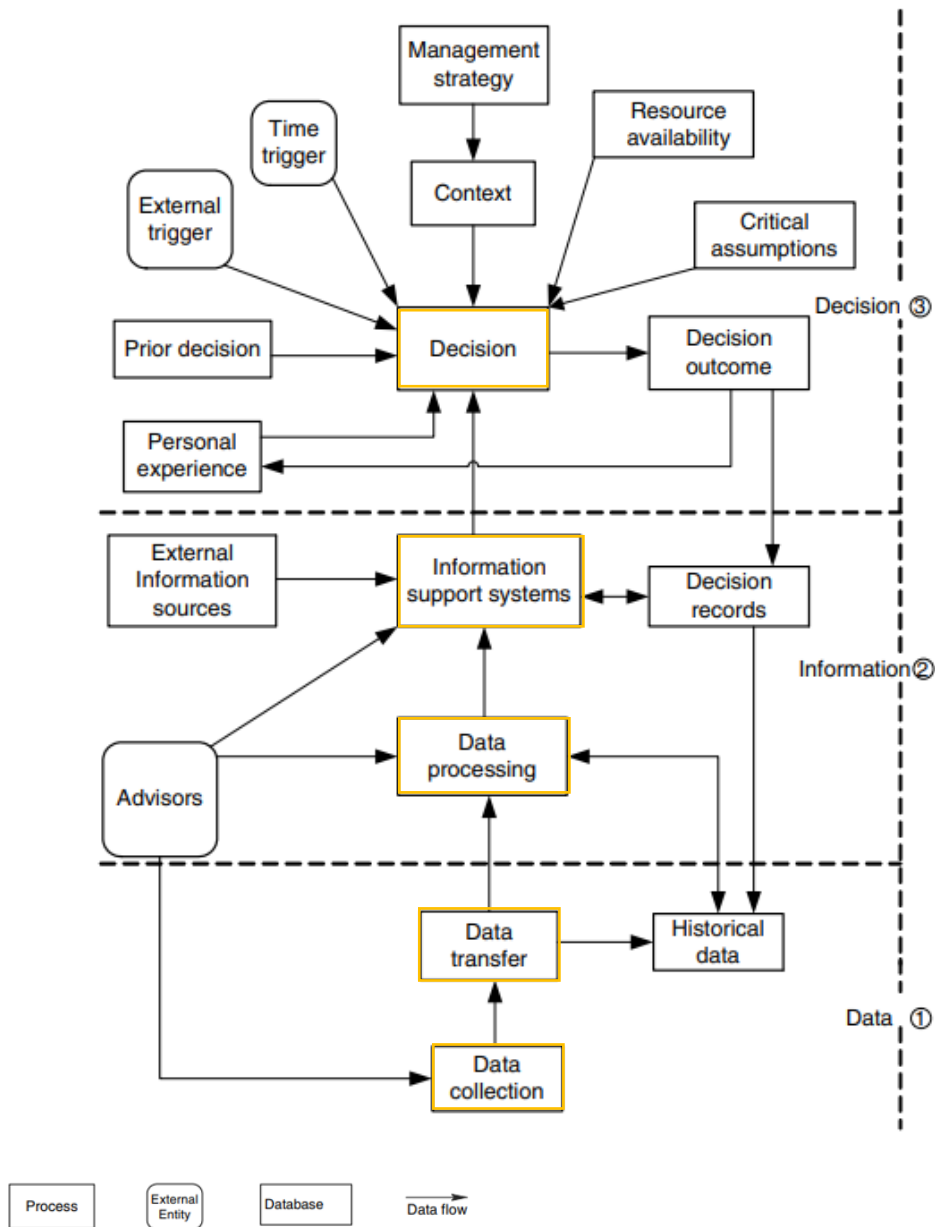 Management
strategy
Time
trigger
Resource
availability
External
trigger
Context
Critical
assumptions
Decision ③
Prior decision
Decision
Decision
outcome
Personal
experience
External
Information
sources
Information
support systems
Decision
records
Information ②
Advisors
Data
processing
Data
transfer
Historical
data
Data ①
Data
collection
Process
External
Entity
Database
Data flow